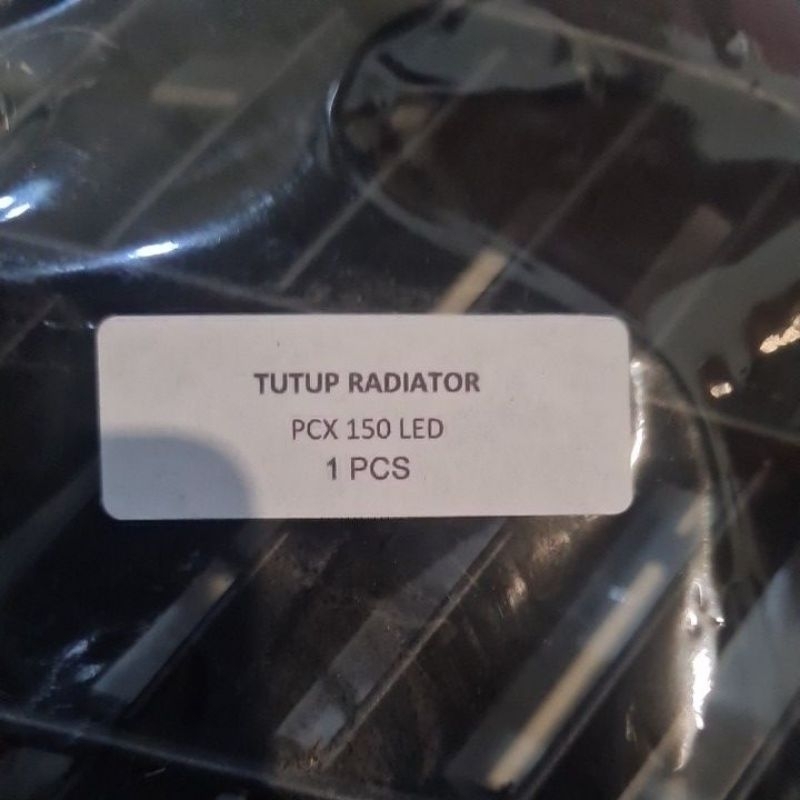 TUTUP RADIATOR
PCX 150 LED
1 PCS